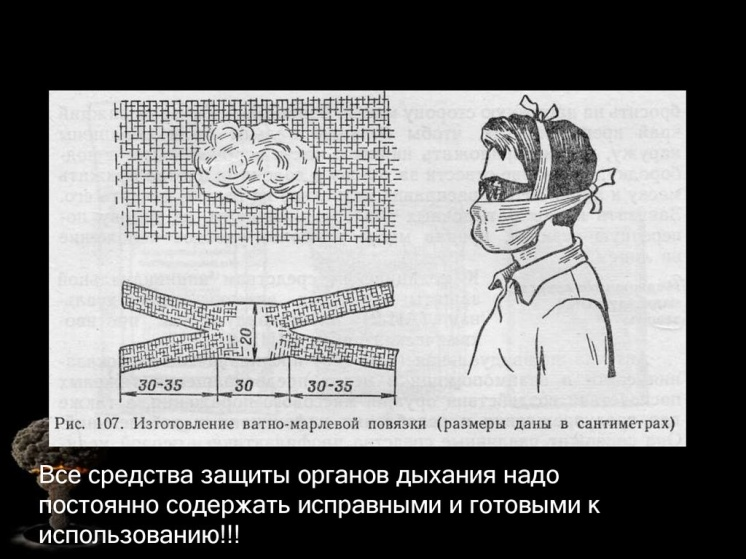 20
30-35
30
30-35
Рис. 107. Изготовление ватно-марлевой повязки (размеры даны в сантиметрах)
Все средства защиты органов дыхания надо
постоянно содержать исправными и готовыми к
использованию!!!